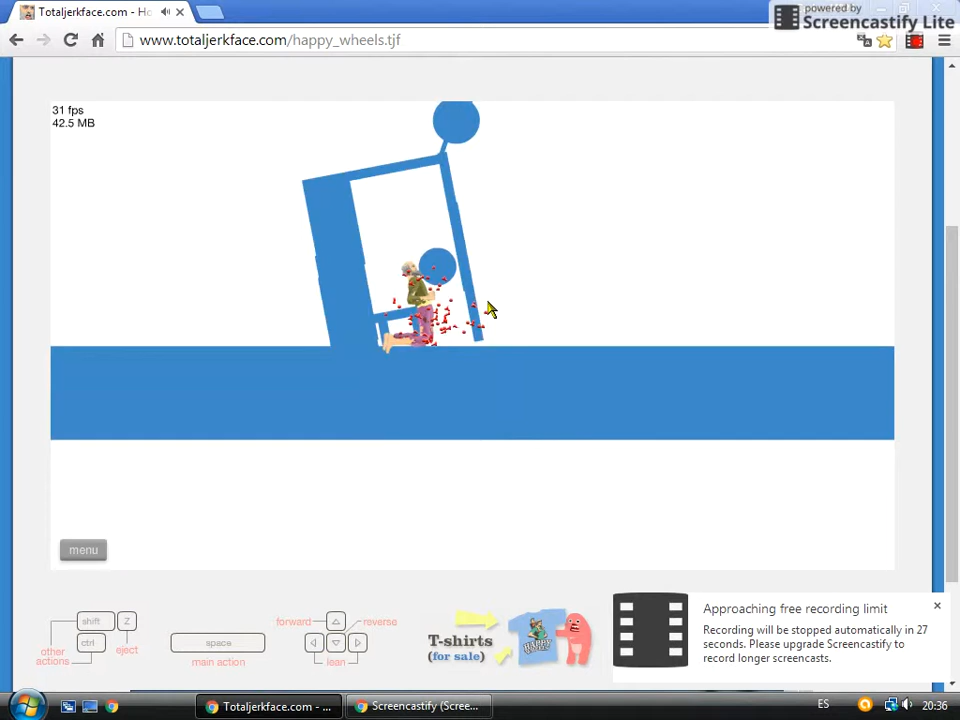 Totaljerkface.com - Ho
powered by
Screencastify Lite
www.totaljerkface.com/happy_wheels.tjf
31 fps
42.5 MB
menu
shift
Z
ctrl
eject
other
actions
space
main action
forward
reverse
lean
T-shirts
(for sale)
HAPPY
Approaching free recording limit
Recording will be stopped automatically in 27
seconds. Please upgrade Screencastify to
record longer screencasts.
Totaljerkface.com - ...
Screencastify (Scree...
ES
20:36